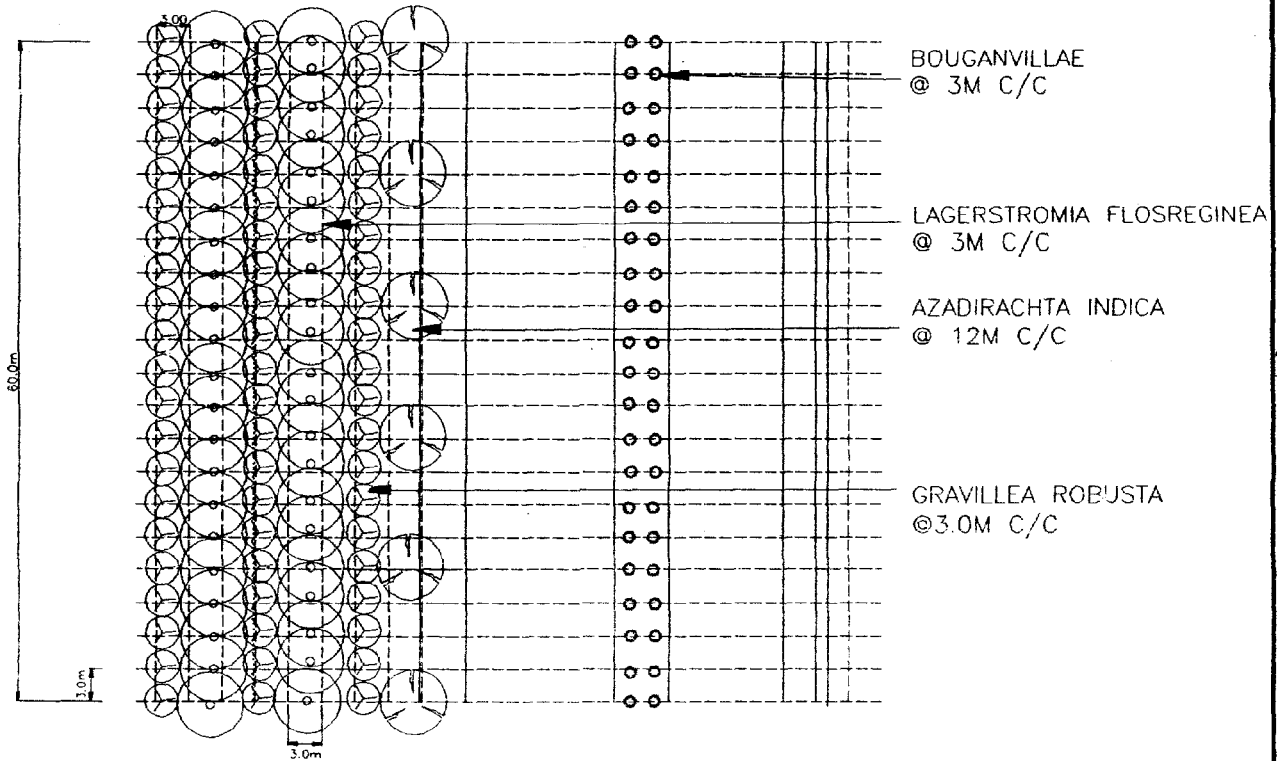 3.00
BOUGANVILLAE
@ 3M C/C
LAGERSTROMIA FLOSREGINEA
@ 3M C/C
AZADIRACHTA INDICA
@ 12M C/C
60.0m
GRAVILLEA ROBUSTA
@3.0M C/C
3.0m
3.0m